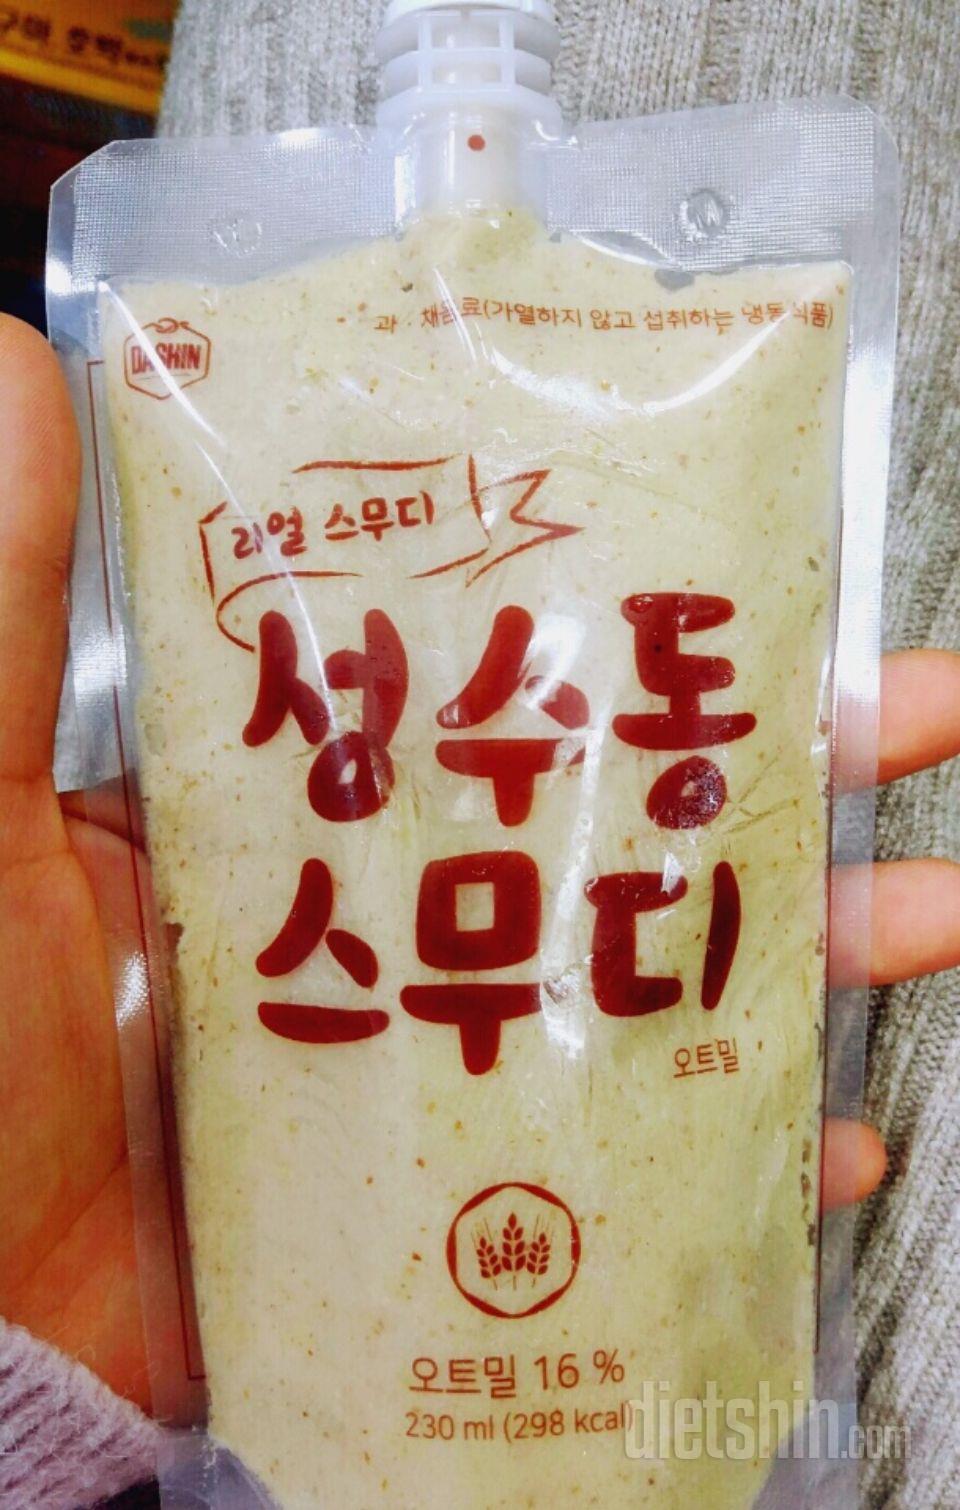 DASHIN
과 . 채음료(가열하지 않고 섭취하는 냉동 식품)
리얼 스무디
성수동
스무디
오트밀
오트밀 16 %
230 ml (298 kcal)
dietshin.com